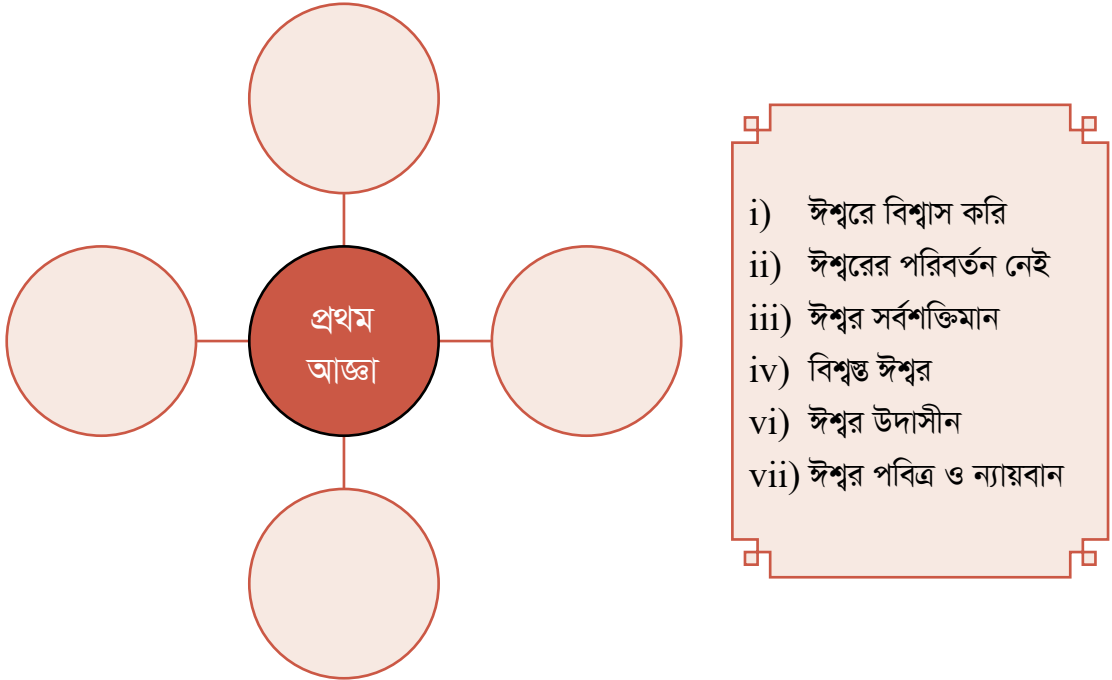 প্রথম
আজ্ঞা
i) ঈশ্বরে বিশ্বাস করি
ii) ঈশ্বরের পরিবর্তন নেই
iii) ঈশ্বর সর্বশক্তিমান
iv) বিশ্বস্ত ঈশ্বর
vi) ঈশ্বর উদাসীন
vii) ঈশ্বর পবিত্র ও ন্যায়বান